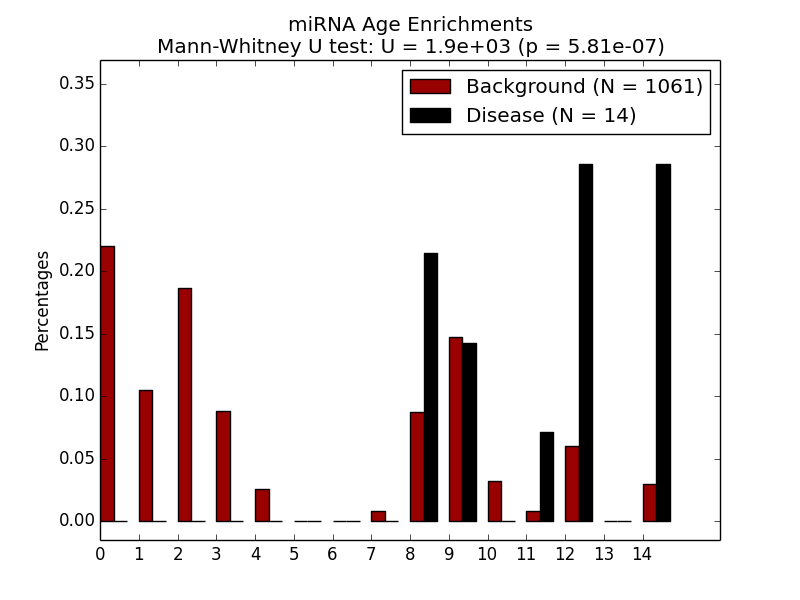 miRNA Age Enrichments
Mann-Whitney U test: U = 1.9e+03 (p = 5.81e-07)
Background (N = 1061)
Disease (N = 14)
Percentages
0.35
0.30
0.25
0.20
0.15
0.10
0.05
0.00
0 1 2 3 4 5 6 7 8 9 10 11 12 13 14